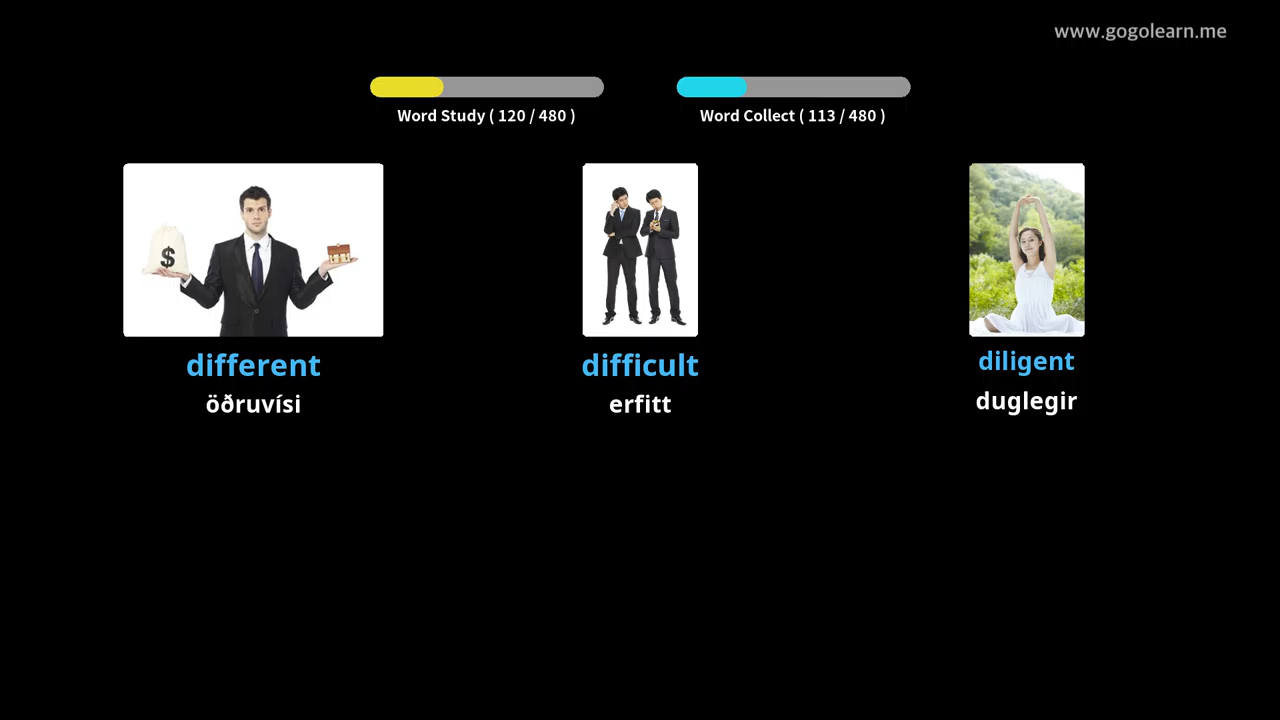 www.gogolearn.me
Word Study ( 120 / 480 )
Word Collect ( 113 / 480 )
$
different
öðruvísi
difficult
erfitt
diligent
duglegir